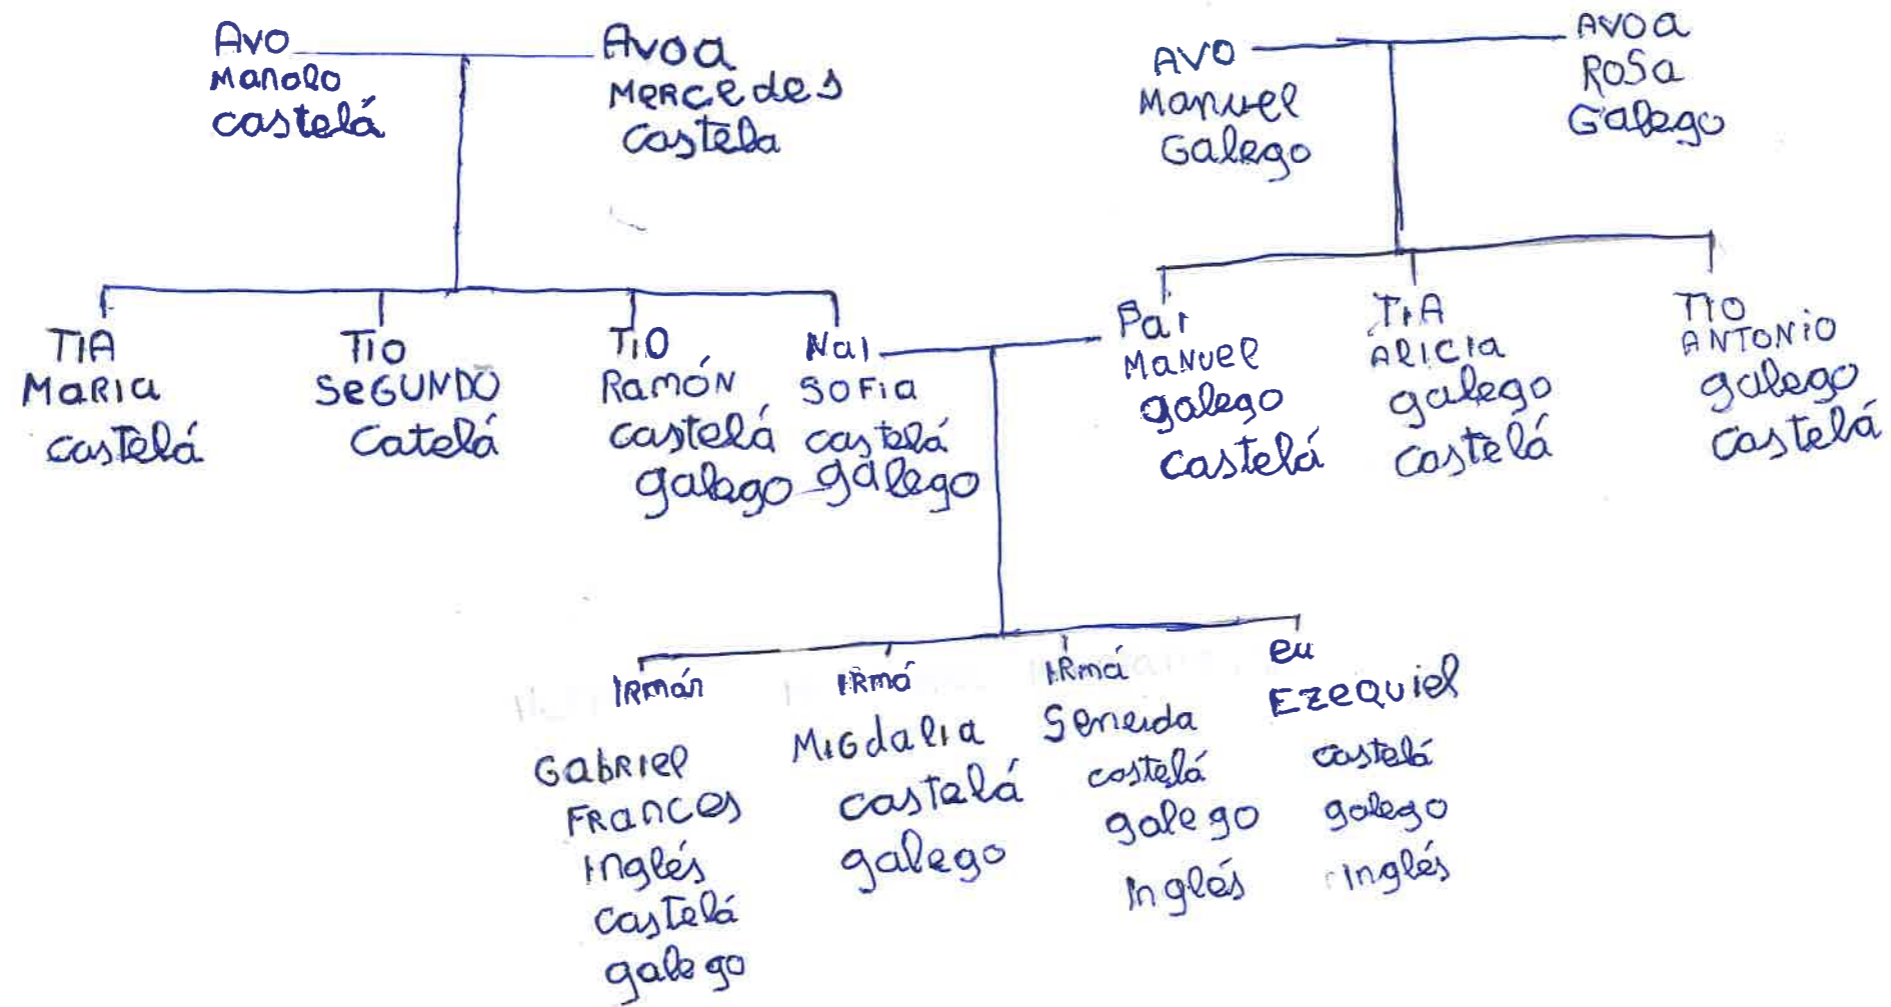 Avo
Manolo
castelá
Avoa
Mercedes
Castela
Avo
Manuel
Galego
Avoa
Rosa
Galego
TIA
Maria
castelá
Tio
SEGUNDO
Catelá
Tio
Ramón
castelá
galego
Nai
SOFIA
castelá
galego
Pai
Manuel
galego
castelá
TIA
Alicia
galego
castelá
TIO
ANTONIO
galego
castelá
IRmán
Gabriel
Frances
Inglés
Castelá
galego
IRmá
Migdalia
castelá
galego
IRmá
Seneida
castelá
galego
Inglés
eu
Ezequiel
castelá
galego
inglés